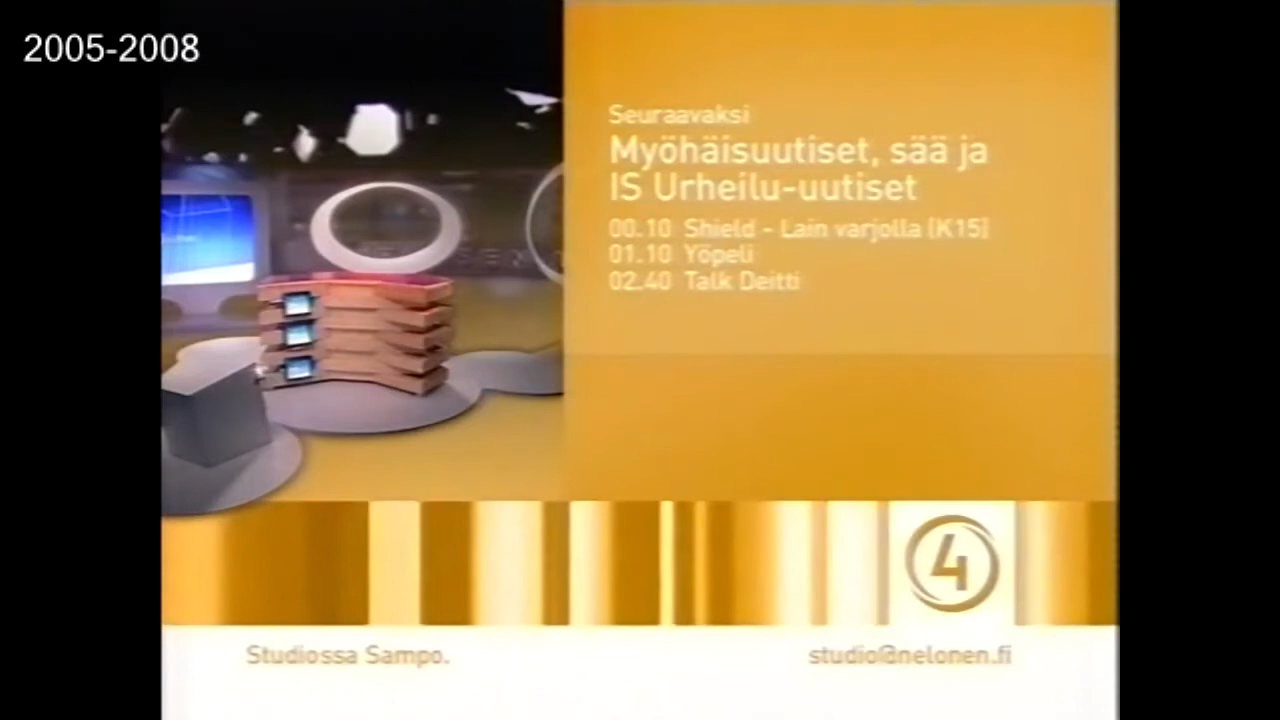 2005-2008
Seuraavaksi
Myöhäisuutiset, sää ja
IS Urheilu-uutiset
00.10 Shield - Lain varjolla (K15)
01.10 Yöpeli
02.40 Talk Deitti
4
Studiossa Sampo.
studio@nelonen.fi